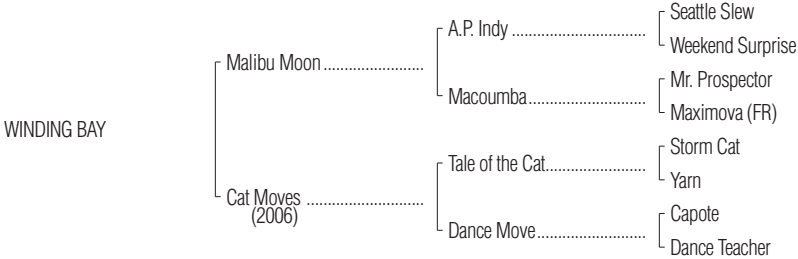 Seattle Slew
A.P. Indy ................................
Weekend Surprise
Malibu Moon ........................
Mr. Prospector
Macoumba............................
Maximova (FR)
WINDING BAY
Storm Cat
Tale of the Cat........................
Yarn
Cat Moves ............................
(2006)
Capote
Dance Move..........................
Dance Teacher